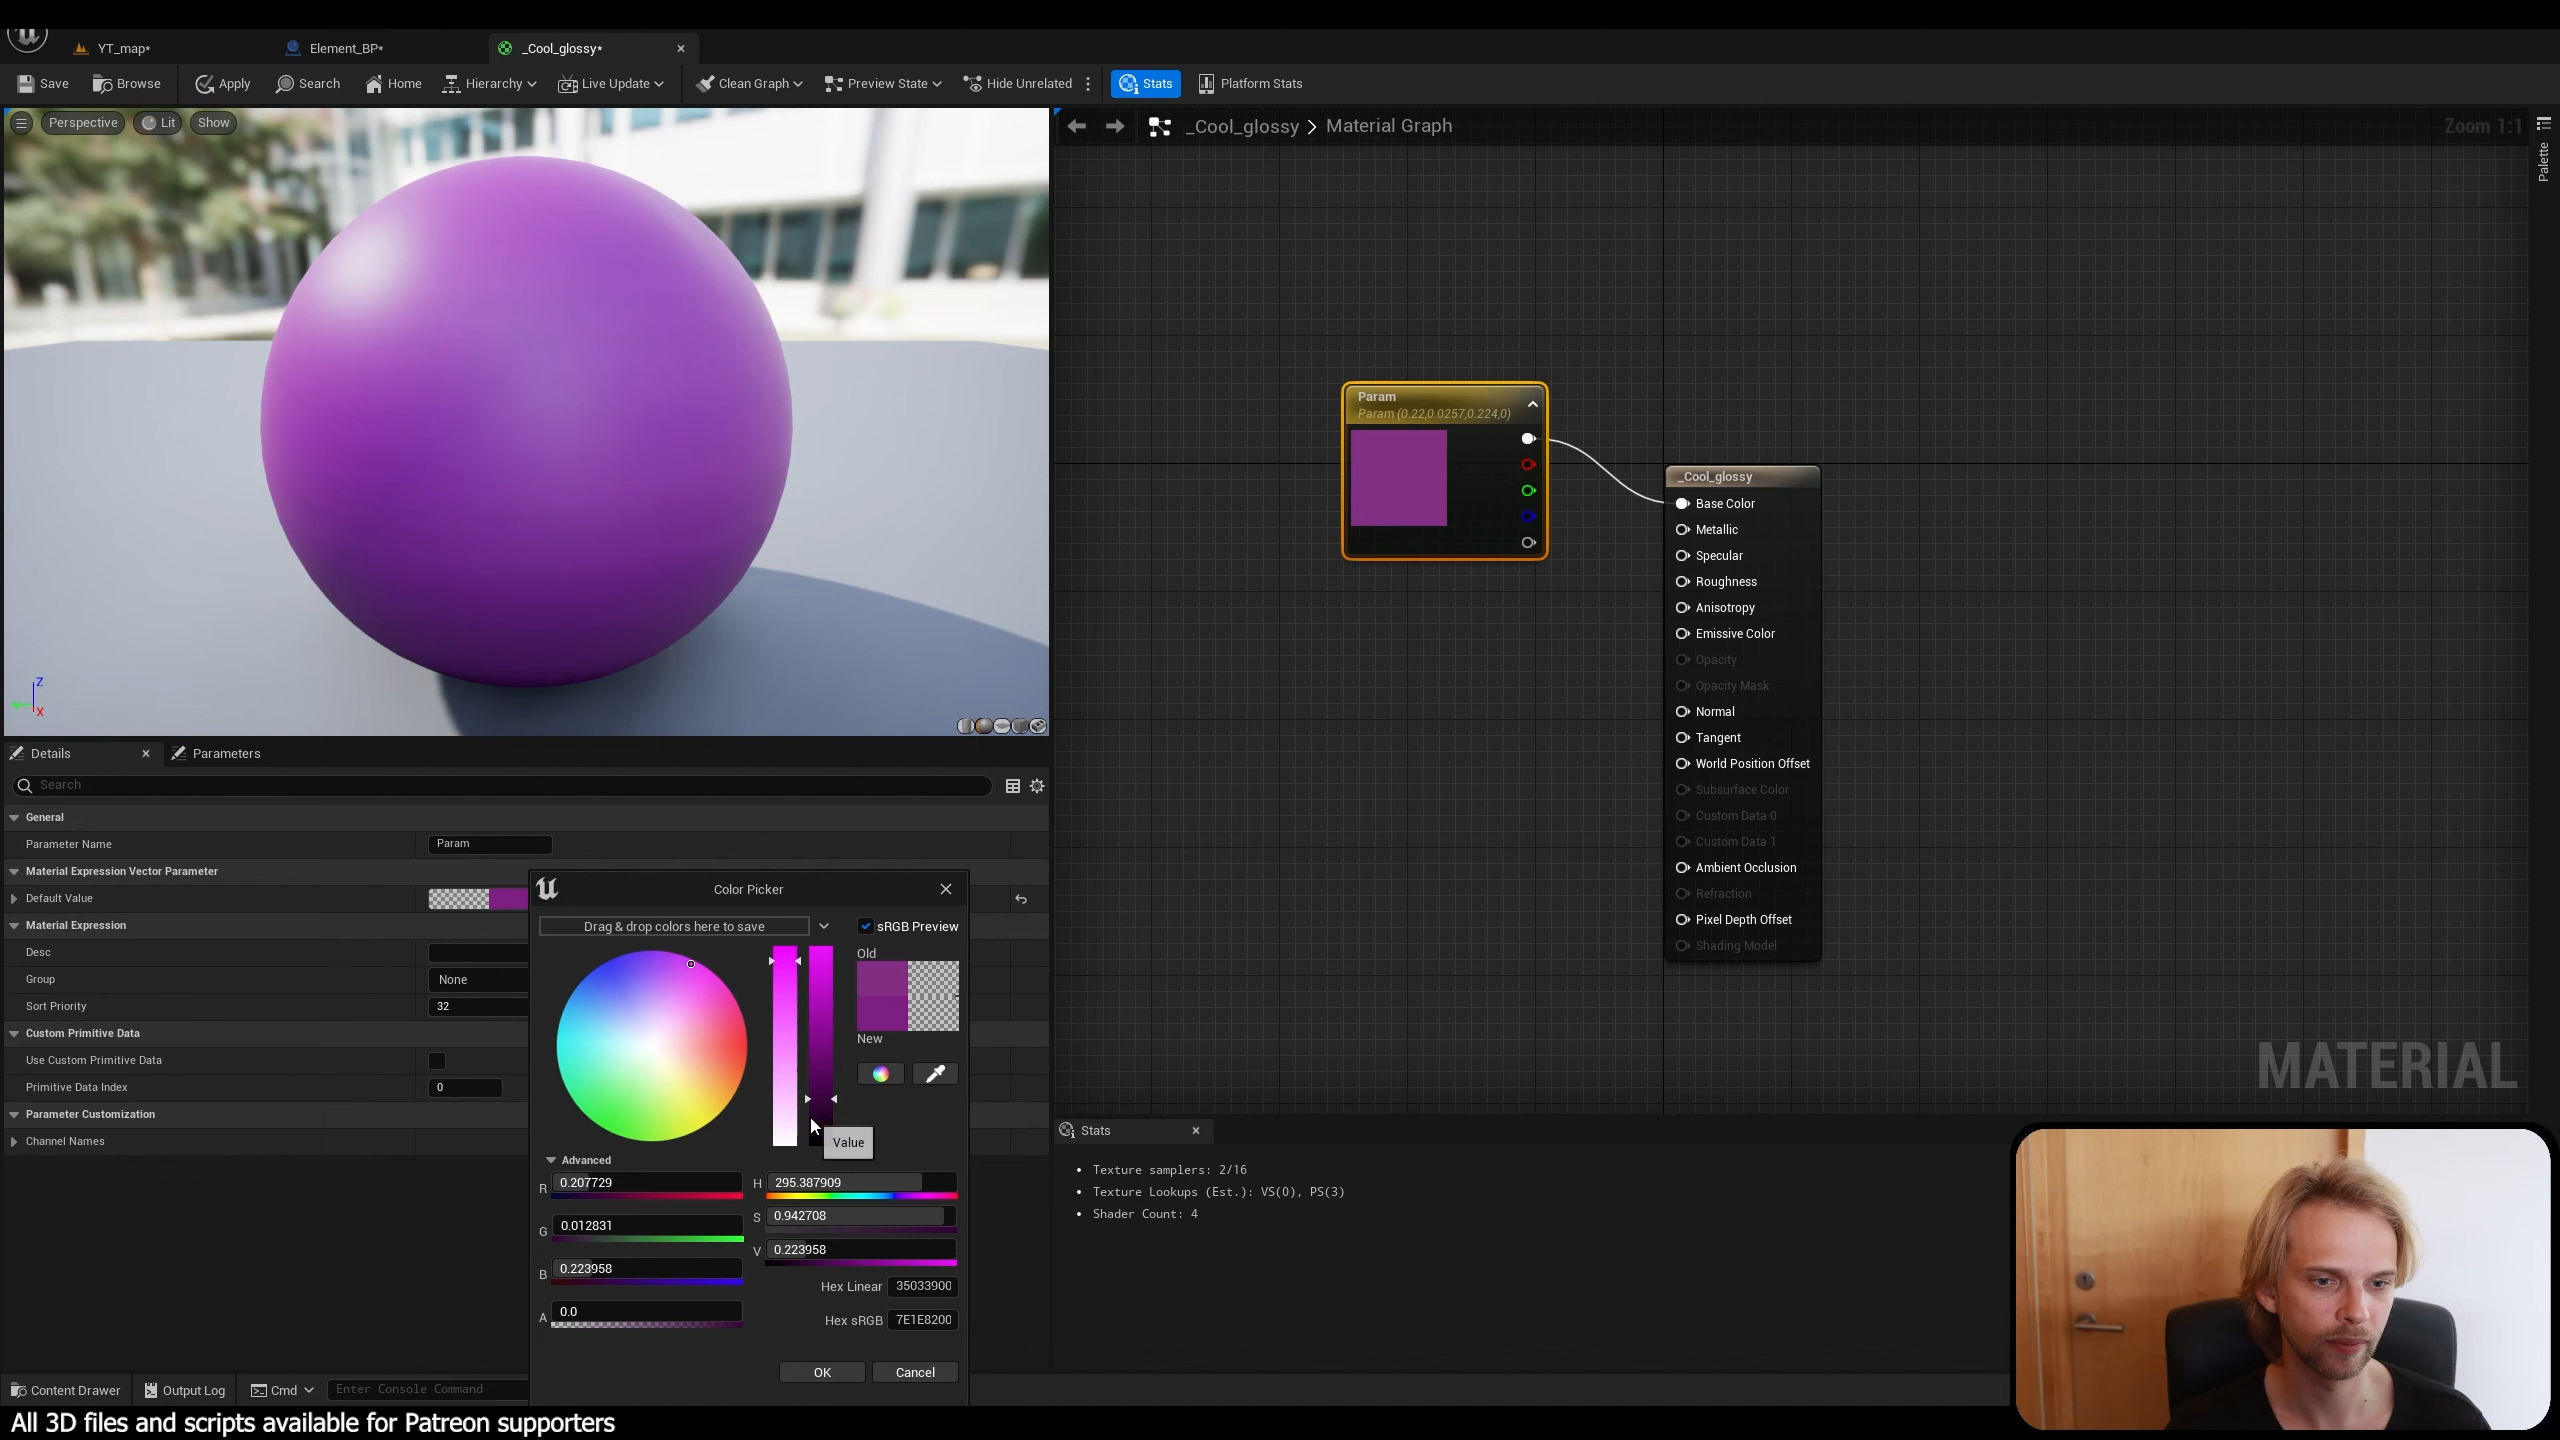 YT_map*
Element_BP*
_Cool_glossy*
Save
Browse
Apply
Search
Home
Hierarchy
Live Update
Clean Graph
Preview State
Hide Unrelated
Stats
Platform Stats
Perspective
Lit
Show
_Cool_glossy > Material Graph
Zoom 1:1
Palette
Param
Param (0.22,0.0257,0.224,0)
_Cool_glossy
Base Color
Metallic
Specular
Roughness
Anisotropy
Emissive Color
Opacity
Opacity Mask
Normal
Tangent
World Position Offset
Subsurface Color
Custom Data 0
Custom Data 1
Ambient Occlusion
Refraction
Pixel Depth Offset
Shading Model
MATERIAL
Z
X
Details
Parameters
Search
General
Parameter Name
Param
Material Expression Vector Parameter
Default Value
Material Expression
Desc
Group
None
Sort Priority
32
Custom Primitive Data
Use Custom Primitive Data
Primitive Data Index
0
Parameter Customization
Channel Names
Color Picker
Drag & drop colors here to save
sRGB Preview
Old
New
Value
Advanced
R 0.207729
G 0.012831
B 0.223958
A 0.0
H 295.387909
S 0.942708
V 0.223958
Hex Linear 35033900
Hex sRGB 7E1E8200
OK
Cancel
Stats
• Texture samplers: 2/16
• Texture Lookups (Est.): VS(0), PS(3)
• Shader Count: 4
Content Drawer
Output Log
Cmd
Enter Console Command
All 3D files and scripts available for Patreon supporters